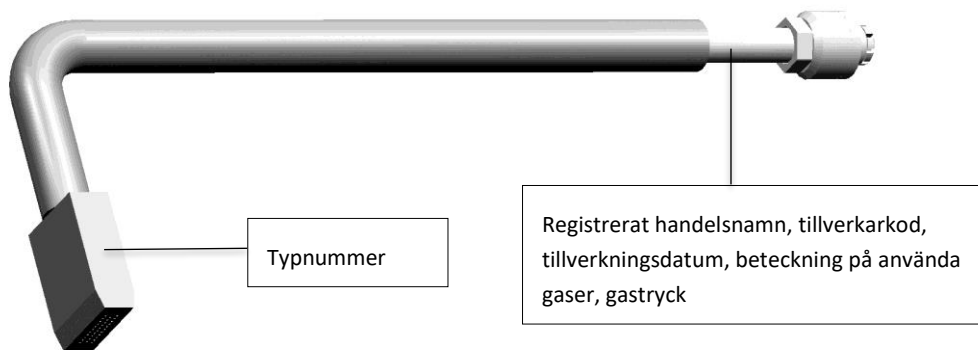 Typnummer
Registrerat handelsnamn, tillverkarkod,
tillverkningsdatum, beteckning på använda
gaser, gastryck